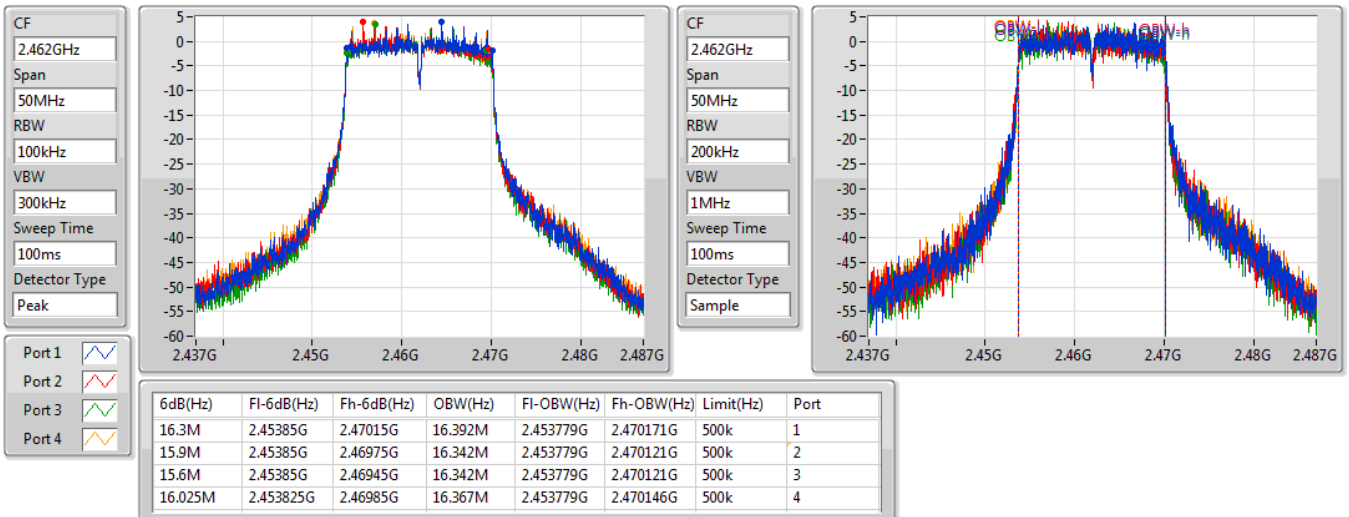 CF
2.462GHz
Span
50MHz
RBW
100kHz
VBW
300kHz
Sweep Time
100ms
Detector Type
Peak
5
0
-5
-10
-15
-20
-25
-30
-35
-40
-45
-50
-55
-60
2.437G 2.45G 2.46G 2.47G 2.48G 2.487G
CF
2.462GHz
Span
50MHz
RBW
200kHz
VBW
1MHz
Sweep Time
100ms
Detector Type
Sample
5
0
-5
-10
-15
-20
-25
-30
-35
-40
-45
-50
-55
-60
OBW-h
2.437G 2.45G 2.46G 2.47G 2.48G 2.487G
Port 1
Port 2
Port 3
Port 4
6dB(Hz) Fl-6dB(Hz) Fh-6dB(Hz) OBW(Hz) Fl-OBW(Hz) Fh-OBW(Hz) Limit(Hz) Port
16.3M 2.45385G 2.47015G 16.392M 2.453779G 2.470171G 500k 1
15.9M 2.45385G 2.46975G 16.342M 2.453779G 2.470121G 500k 2
15.6M 2.45385G 2.46945G 16.342M 2.453779G 2.470121G 500k 3
16.025M 2.453825G 2.46985G 16.367M 2.453779G 2.470146G 500k 4